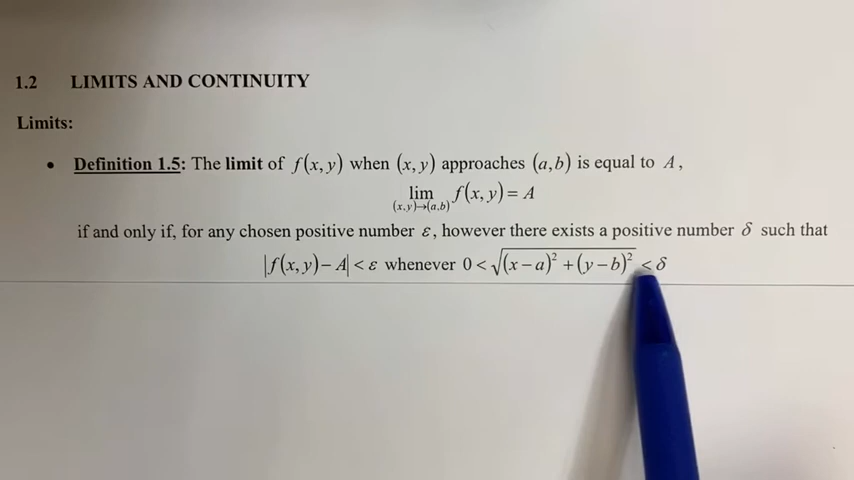 1.2 LIMITS AND CONTINUITY
Limits:
• Definition 1.5: The limit of f(x, y) when (x, y) approaches (a, b) is equal to A,
lim f(x, y) = A
(x,y)→(a,b)
if and only if, for any chosen positive number ε, however there exists a positive number δ such that
|f(x, y) − A| < ε whenever 0 < √((x − a)² + (y − b)²) < δ